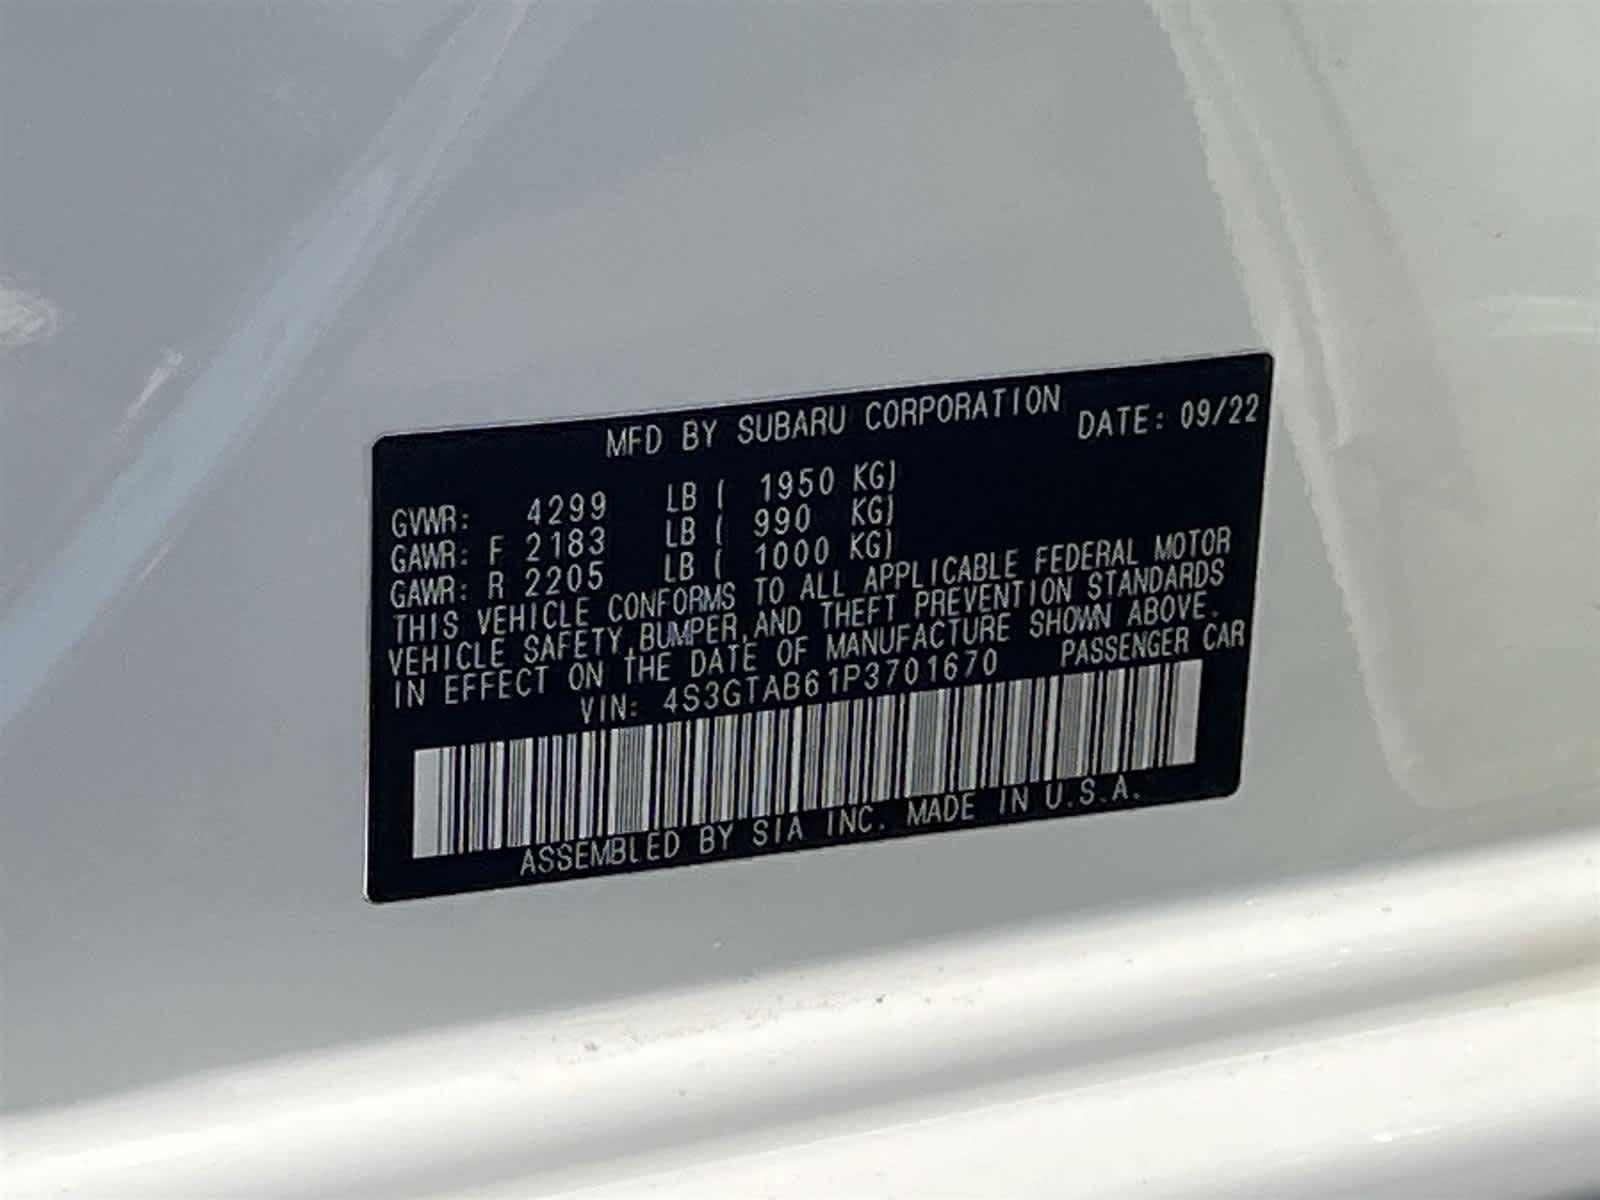 MFD BY SUBARU CORPORATION DATE: 09/22
GVWR: 4299 LB ( 1950 KG)
GAWR: F 2183 LB ( 990 KG)
GAWR: R 2205 LB ( 1000 KG)
THIS VEHICLE CONFORMS TO ALL APPLICABLE FEDERAL MOTOR
VEHICLE SAFETY,BUMPER,AND THEFT PREVENTION STANDARDS
IN EFFECT ON THE DATE OF MANUFACTURE SHOWN ABOVE.
VIN: 4S3GTAB61P3701670 PASSENGER CAR
ASSEMBLED BY SIA INC. MADE IN U.S.A.